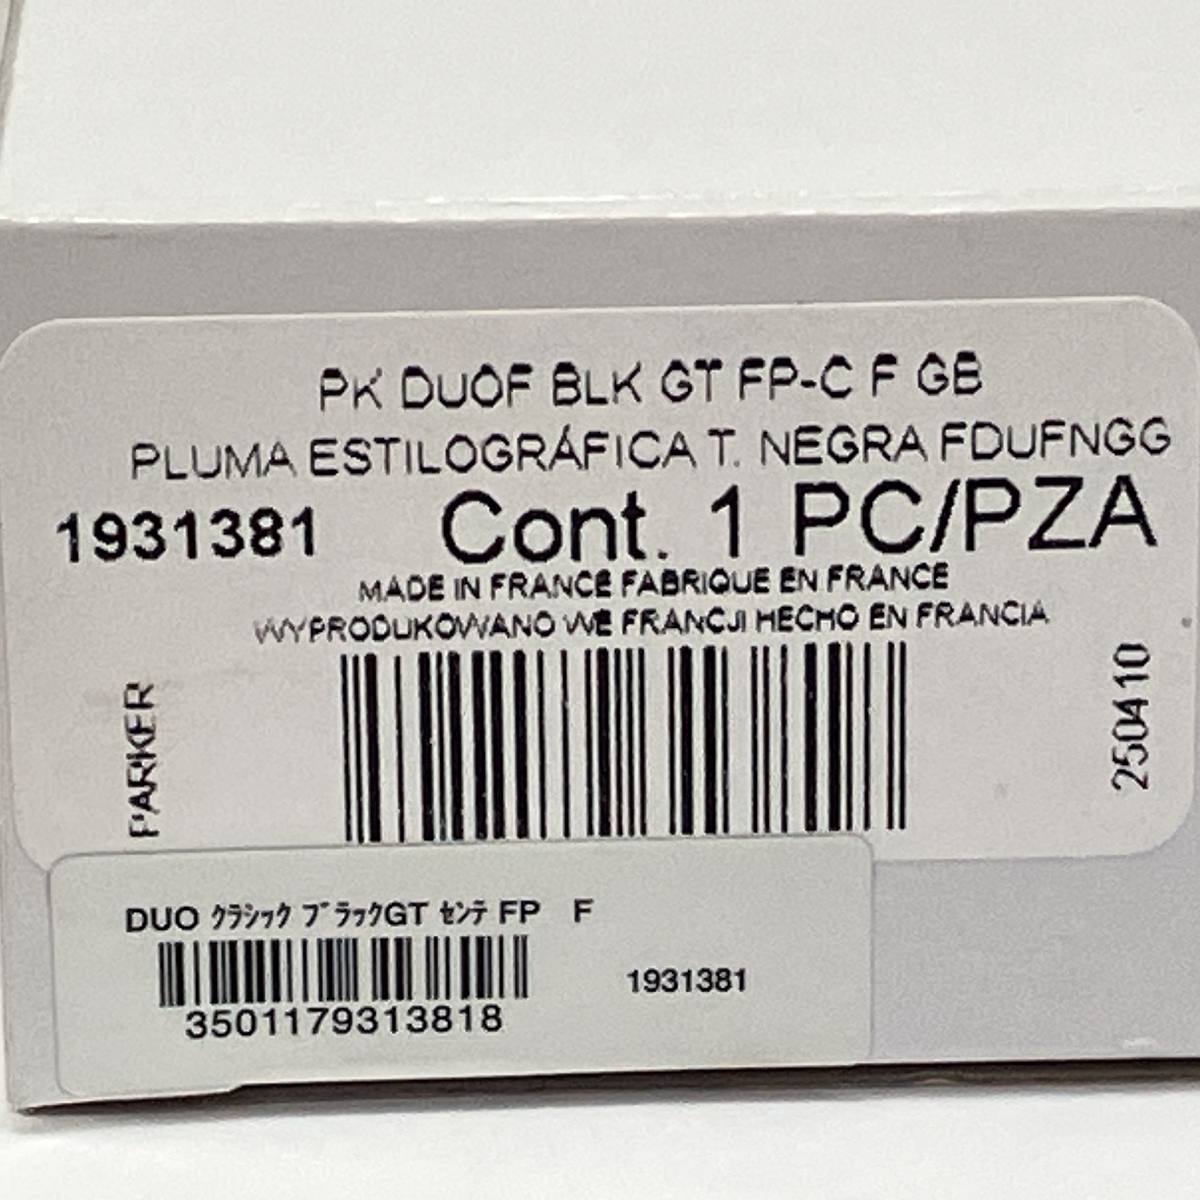 PK DUOF BLK GT FP-C F GB
PLUMA ESTILOGRÁFICA T. NEGRA FDUFNGG
1931381 Cont. 1 PC/PZA
MADE IN FRANCE FABRIQUE EN FRANCE
WYPRODUKOWANO WE FRANCJI HECHO EN FRANCIA
PARKER
250410
DUO ｸﾗｼｯｸ ﾌﾞﾗｯｸGT ｾﾝﾃ FP F
1931381
3501179313818